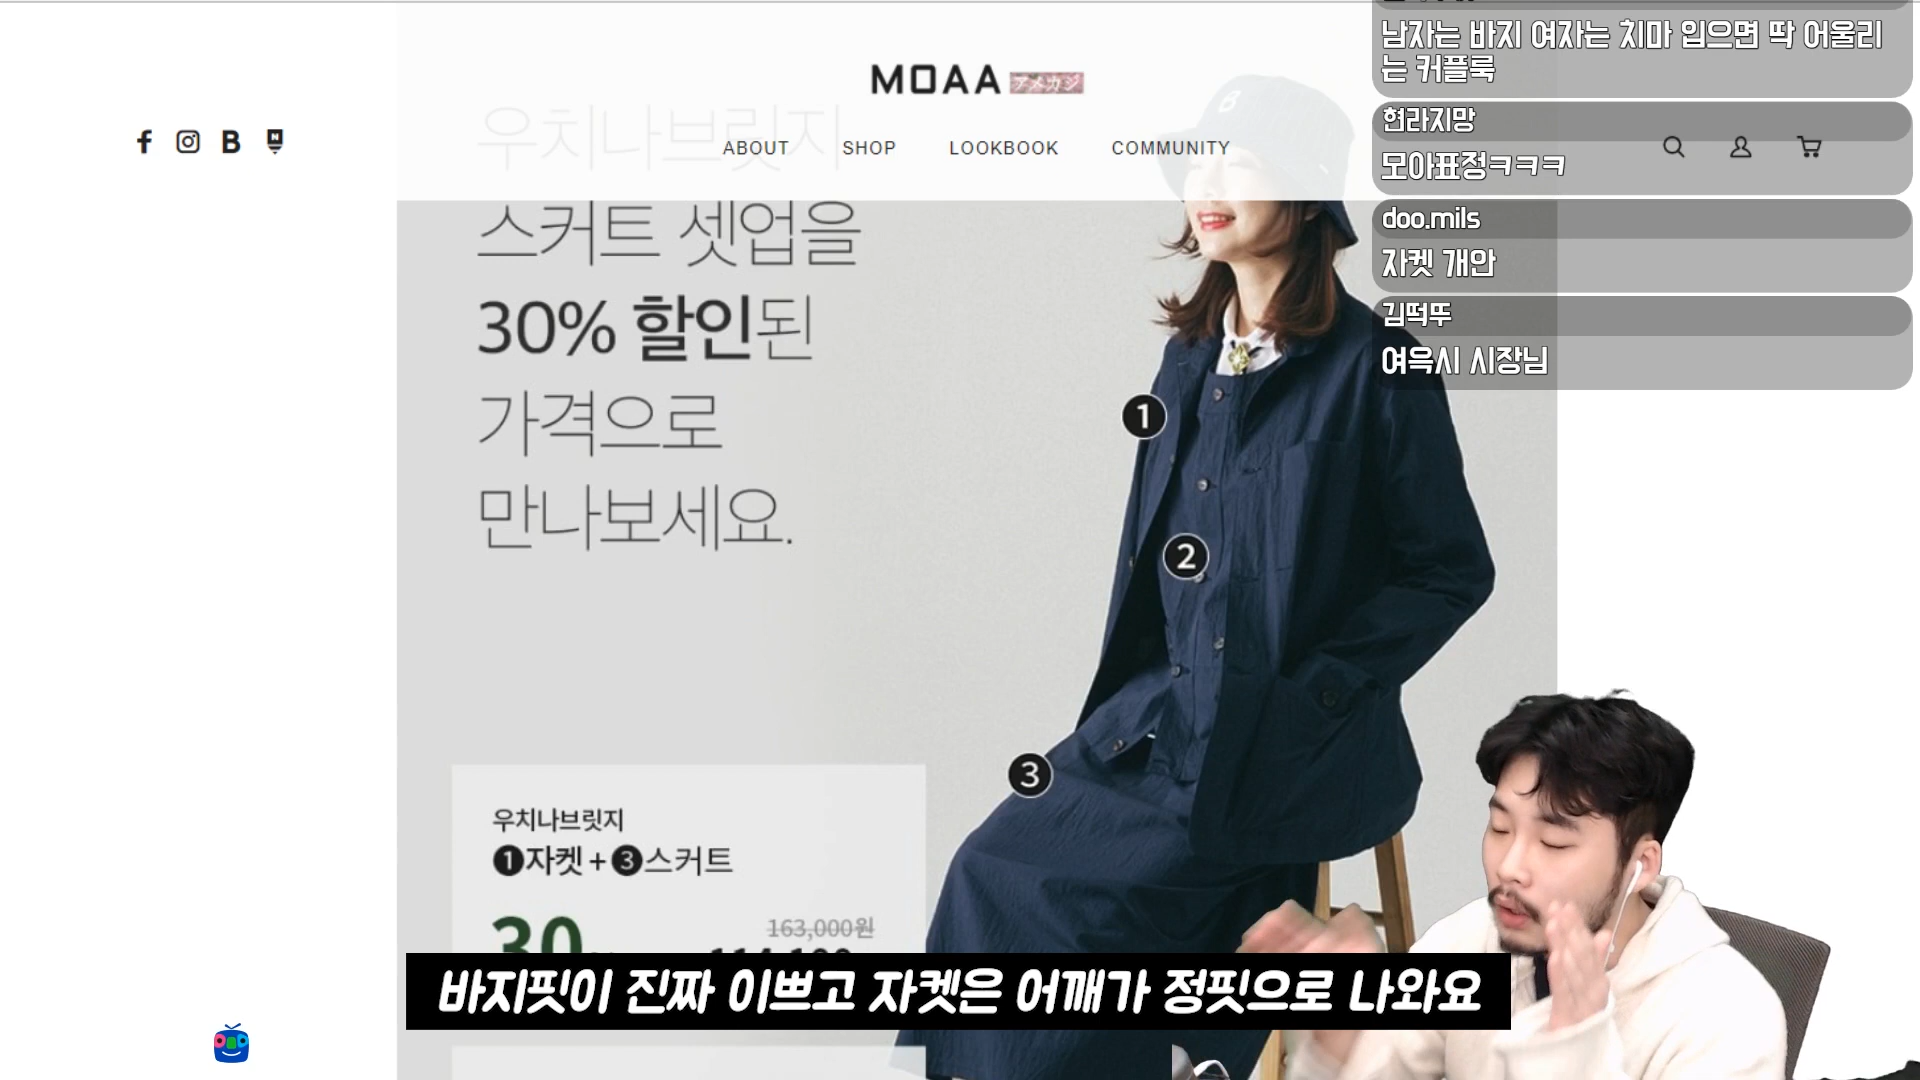 MOAA アメカジ
ABOUT SHOP LOOKBOOK COMMUNITY
우치나브릿지
스커트 셋업을
30% 할인된
가격으로
만나보세요.
1
2
3
우치나브릿지
1자켓+3스커트
163,000원
30
남자는 바지 여자는 치마 입으면 딱 어울리
는 커플룩
현라지망
모아표정ㅋㅋㅋ
doo.mils
자켓 개안
김떡뚜
여윽시 시장님
바지핏이 진짜 이쁘고 자켓은 어깨가 정핏으로 나와요